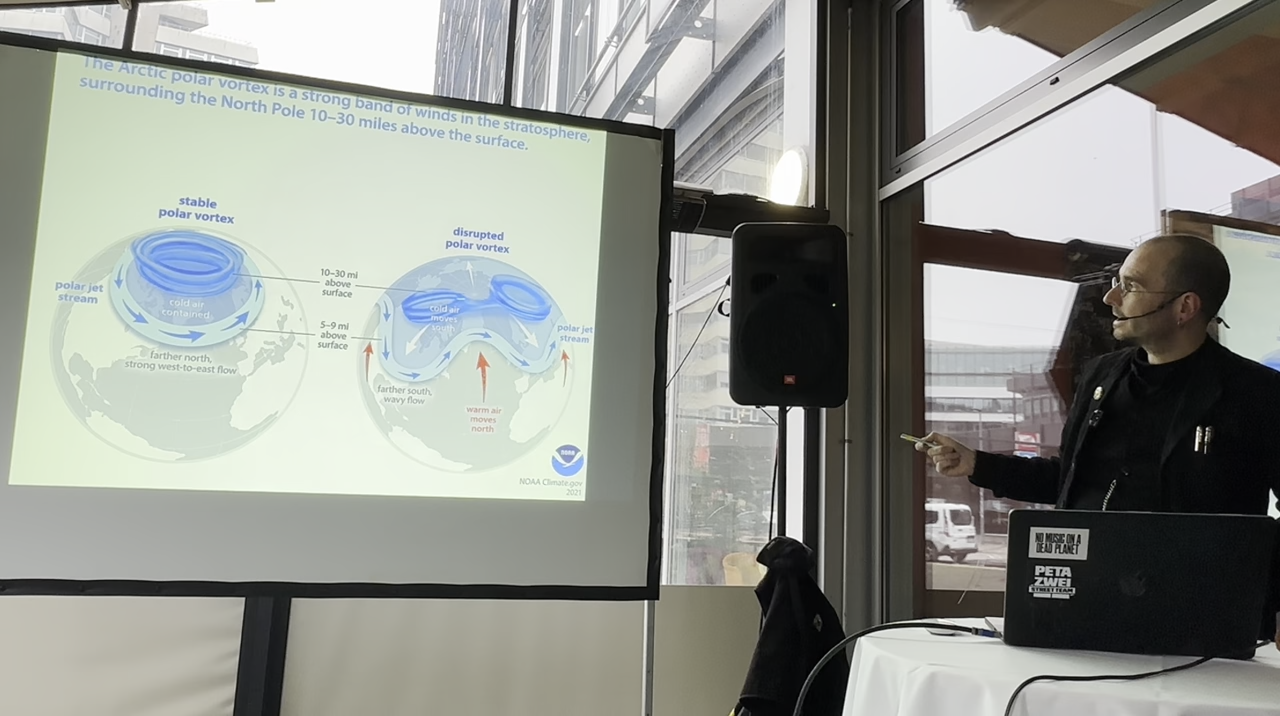 The Arctic polar vortex is a strong band of winds in the stratosphere,
surrounding the North Pole 10–30 miles above the surface.
stable
polar vortex
disrupted
polar vortex
polar jet
stream
10–30 mi
above
surface
cold air
contained
cold air
moves
south
5–9 mi
above
surface
polar jet
stream
farther north,
strong west-to-east flow
farther south,
wavy flow
warm air
moves
north
NOAA
NOAA Climate.gov
2021
JBL
NO MUSIC ON A
DEAD PLANET
PETA
ZWEI
STREET TEAM